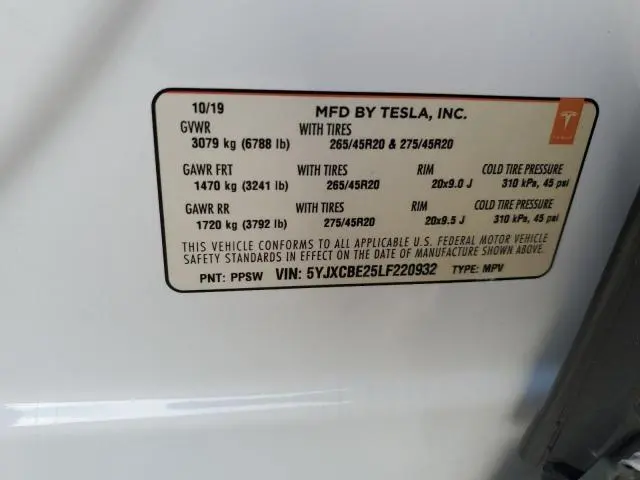 10/19 MFD BY TESLA, INC.
GVWR WITH TIRES
3079 kg (6788 lb) 265/45R20 & 275/45R20
GAWR FRT WITH TIRES RIM COLD TIRE PRESSURE
1470 kg (3241 lb) 265/45R20 20x9.0 J 310 kPa, 45 psi
GAWR RR WITH TIRES RIM COLD TIRE PRESSURE
1720 kg (3792 lb) 275/45R20 20x9.5 J 310 kPa, 45 psi
THIS VEHICLE CONFORMS TO ALL APPLICABLE U.S. FEDERAL MOTOR VEHICLE
SAFETY STANDARDS IN EFFECT ON THE DATE OF MANUFACTURE SHOWN ABOVE.
PNT: PPSW VIN: 5YJXCBE25LF220932 TYPE: MPV